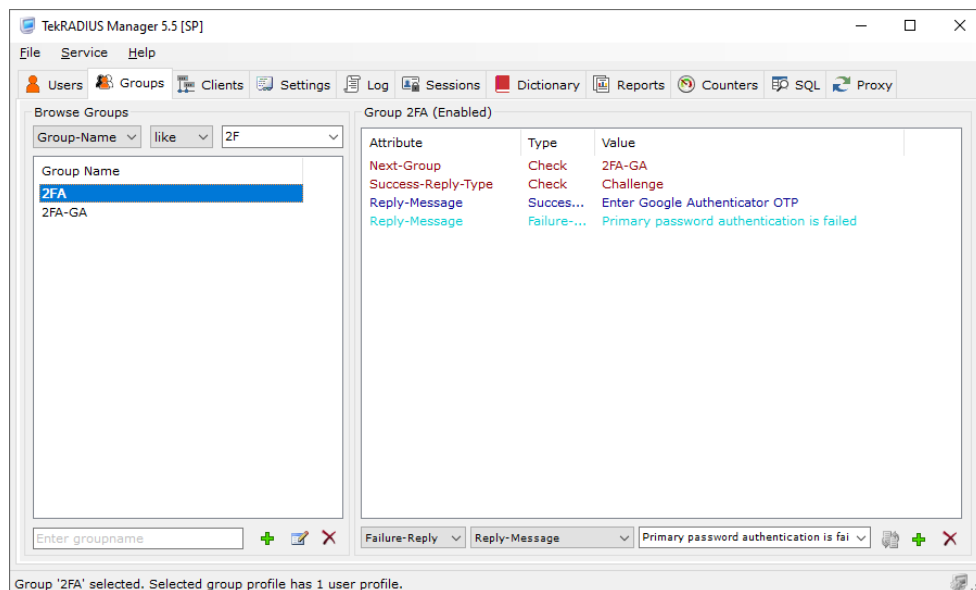 TekRADIUS Manager 5.5 [SP]
File Service Help
Users Groups Clients Settings Log Sessions Dictionary Reports Counters SQL Proxy
Browse Groups
Group-Name like 2F
Group Name
2FA
2FA-GA
Enter groupname
Group 2FA (Enabled)
Attribute Type Value
Next-Group Check 2FA-GA
Success-Reply-Type Check Challenge
Reply-Message Succes... Enter Google Authenticator OTP
Reply-Message Failure-... Primary password authentication is failed
Failure-Reply Reply-Message Primary password authentication is fai
Group '2FA' selected. Selected group profile has 1 user profile.